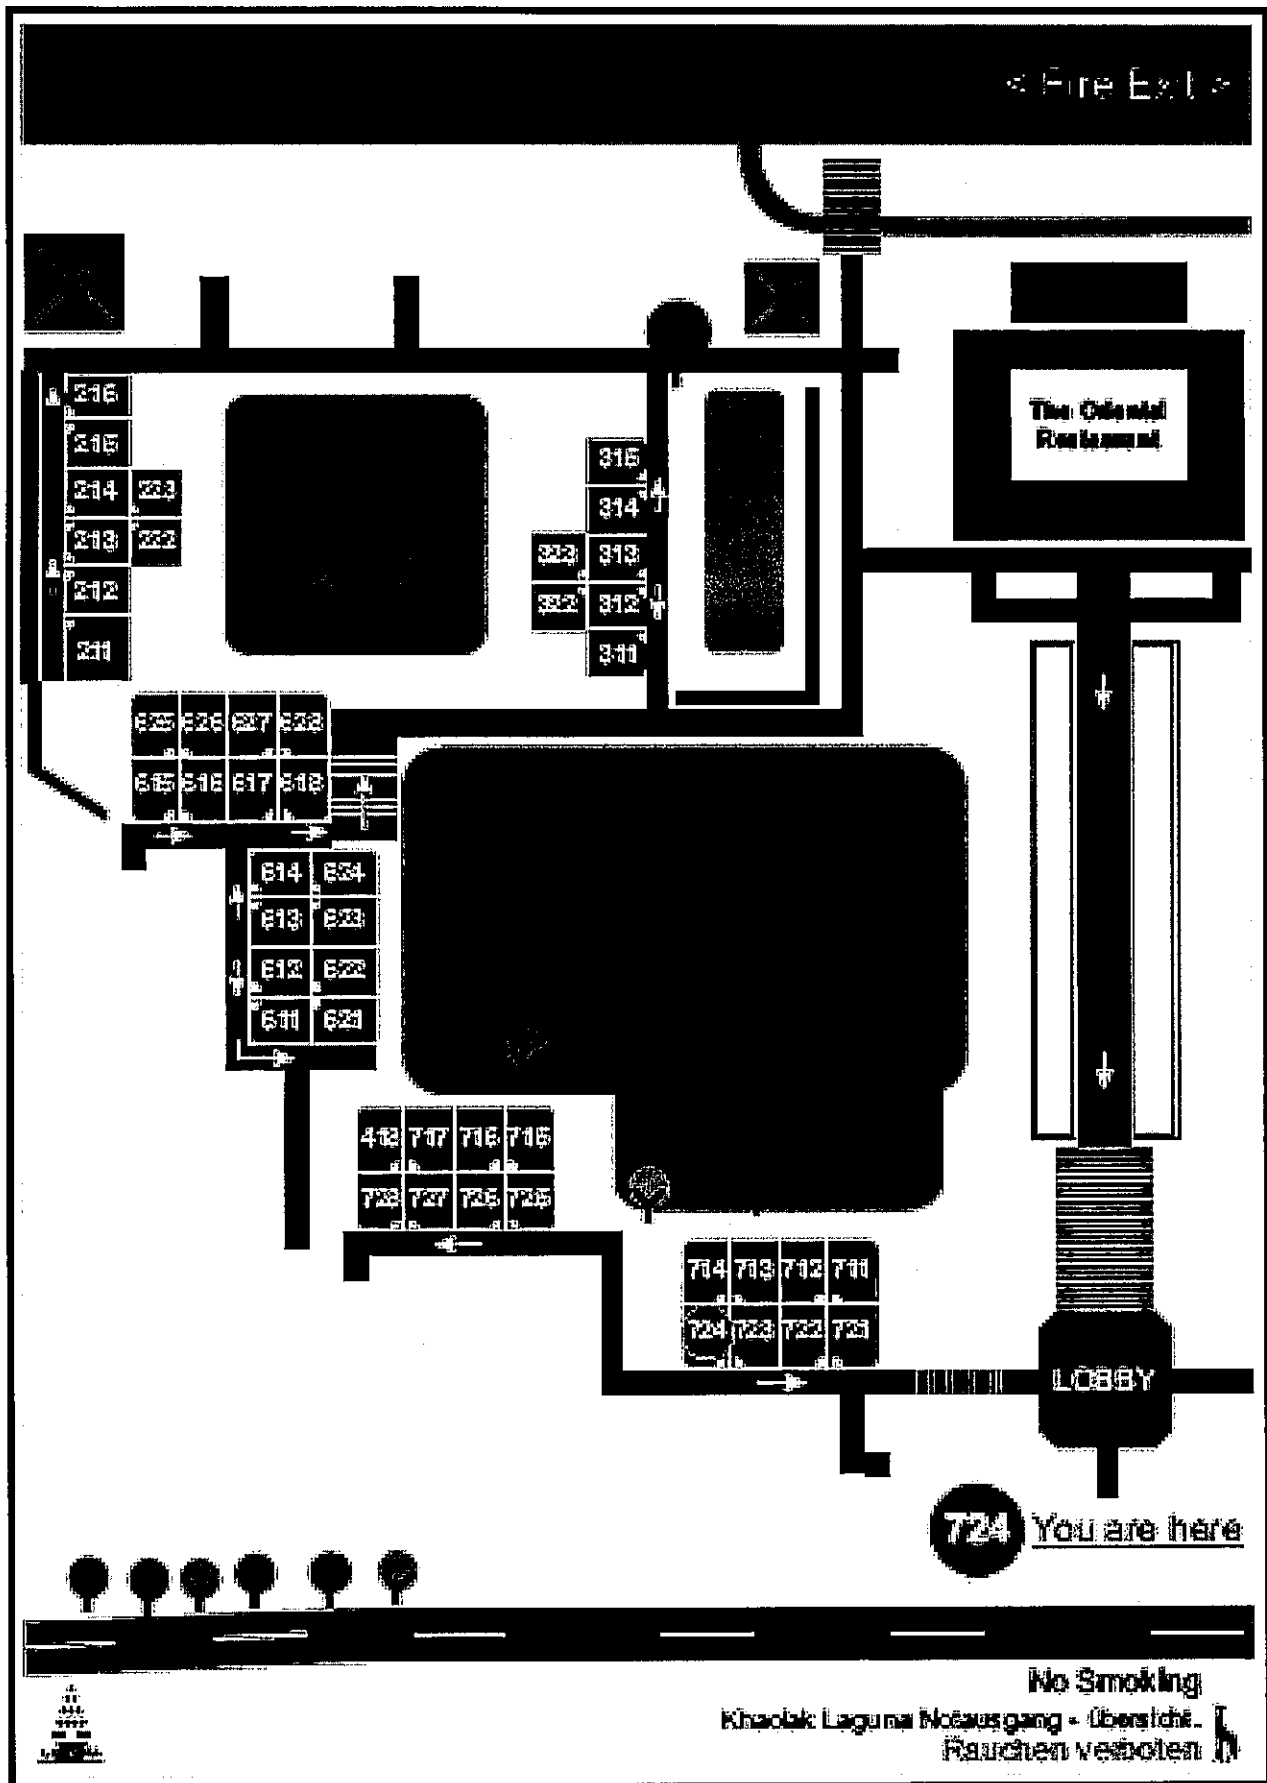 < Fire Exit >
The Oriental
Restaurant
216
215
214 223
213 222
212
211
315
314
323 313
322 312
311
625 626 627 628
615 616 617 618
614 624
613 623
612 622
611 621
418 717 716 715
728 727 726 725
714 713 712 711
724 723 722 721
LOBBY
724 You are here
No Smoking
Khaolak Laguna Notausgang - Übersicht.
Rauchen verboten